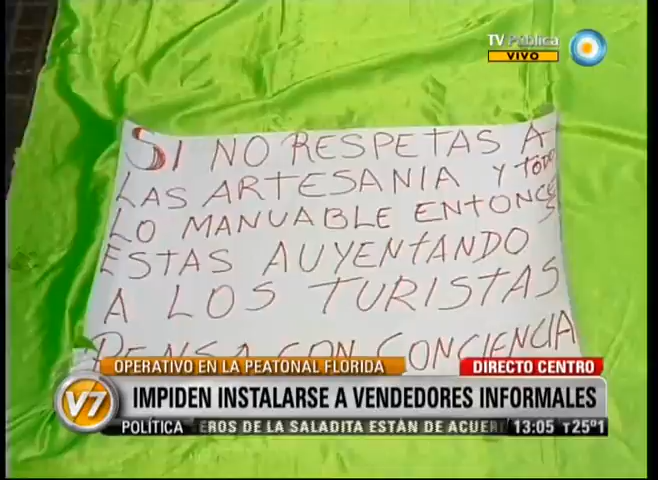 TV Pública
VIVO
SI NO RESPETAS A
LAS ARTESANIA Y TODO
LO MANUABLE ENTONCES
ESTAS AUYENTANDO
A LOS TURISTAS
PENSA CON CONCIENCIA
OPERATIVO EN LA PEATONAL FLORIDA
DIRECTO CENTRO
V7
IMPIDEN INSTALARSE A VENDEDORES INFORMALES
POLÍTICA
EROS DE LA SALADITA ESTÁN DE ACUER
13:05 T25º1